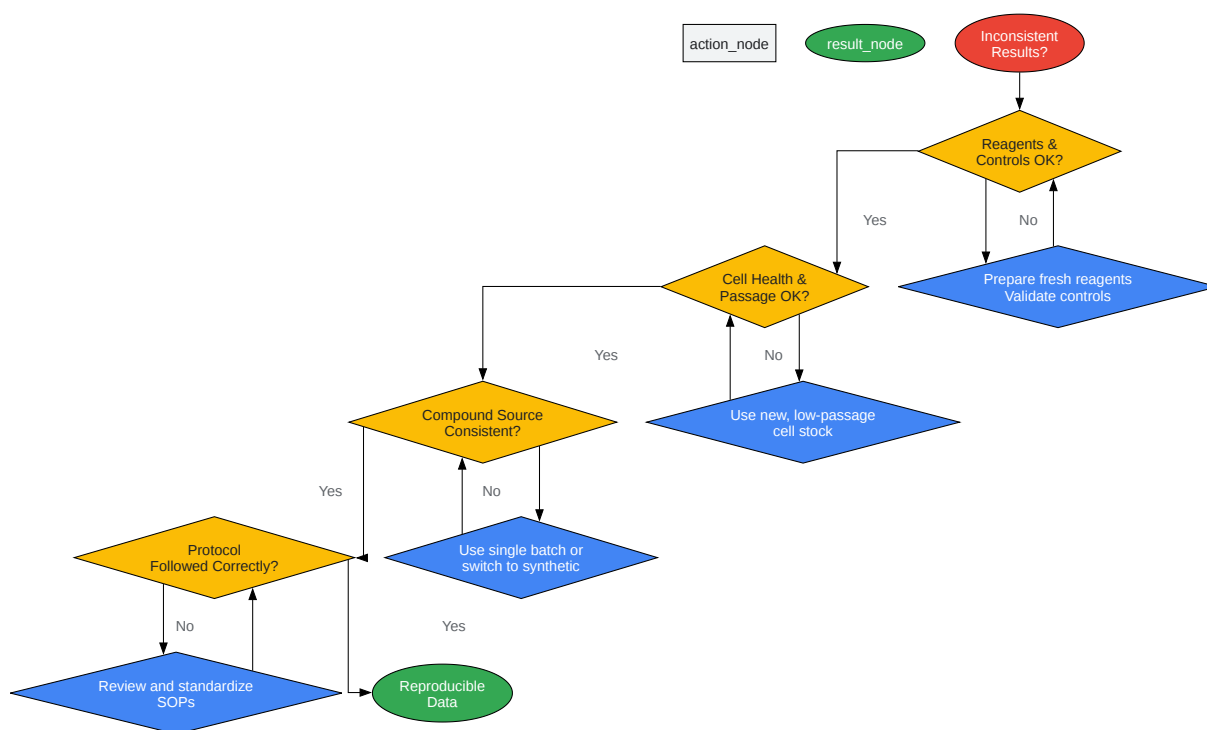 action_node
result_node
Inconsistent
Results?
Reagents &
Controls OK?
Yes
No
Cell Health &
Passage OK?
Prepare fresh reagents
Validate controls
Yes
No
Compound Source
Consistent?
Use new, low-passage
cell stock
Yes
No
Protocol
Followed Correctly?
Use single batch or
switch to synthetic
No
Yes
Review and standardize
SOPs
Reproducible
Data